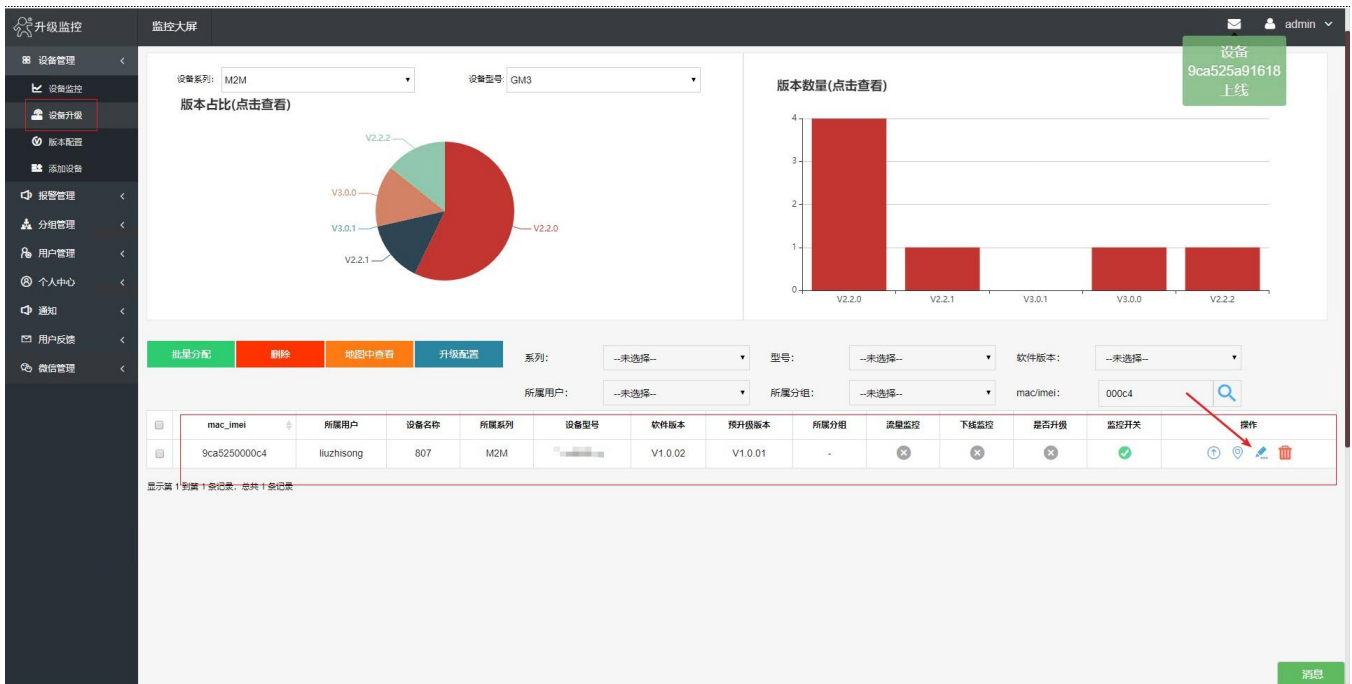 升级监控
监控大屏
admin
设备管理
设备监控
设备升级
版本配置
添加设备
报警管理
分组管理
用户管理
个人中心
通知
用户反馈
微信管理
设备
9ca525a91618
上线
设备系列: M2M
设备型号: GM3
版本占比(点击查看)
V2.2.2
V3.0.0
V3.0.1
V2.2.1
V2.2.0
版本数量(点击查看)
4
3
2
1
0
V2.2.0 V2.2.1 V3.0.1 V3.0.0 V2.2.2
批量分配 删除 地图中查看 升级配置
系列: --未选择-- 型号: --未选择-- 软件版本: --未选择--
所属用户: --未选择-- 所属分组: --未选择-- mac/imei: 000c4
mac_imei 所属用户 设备名称 所属系列 设备型号 软件版本 预升级版本 所属分组 流量监控 下线监控 是否升级 监控开关 操作
9ca5250000c4 liuzhisong 807 M2M V1.0.02 V1.0.01 -
显示第 1 到第 1 条记录，总共 1 条记录
消息